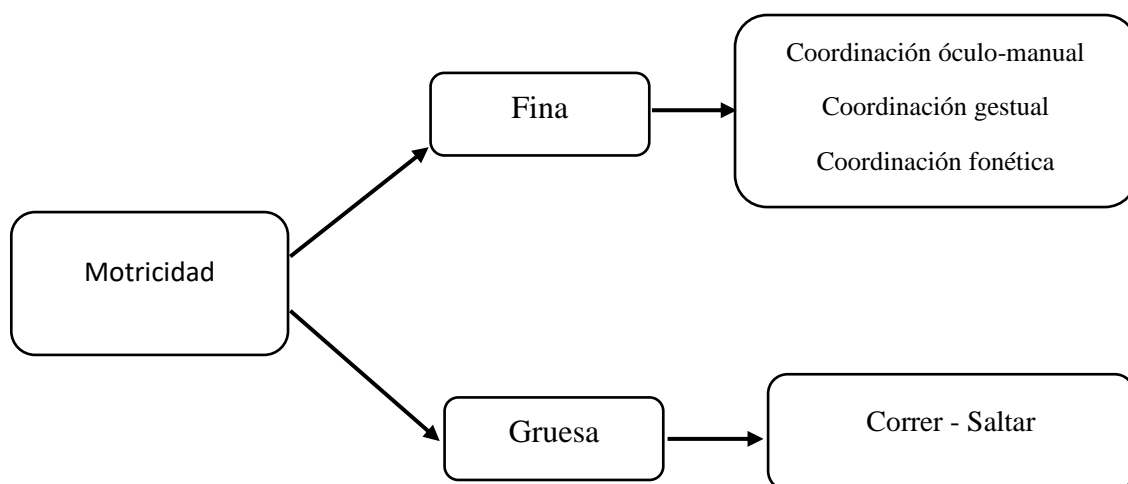 Motricidad
Fina
Coordinación óculo-manual
Coordinación gestual
Coordinación fonética
Gruesa
Correr - Saltar